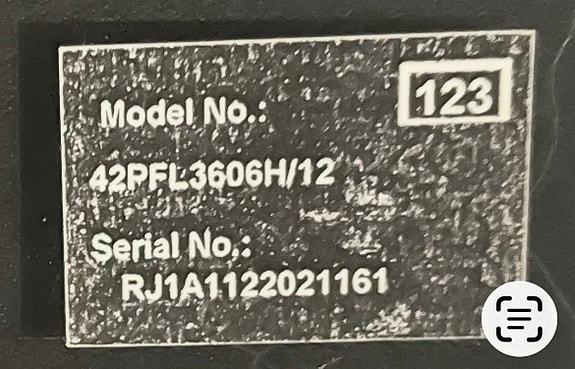 Model No.:
123
42PFL3606H/12
Serial No.:
RJ1A1122021161